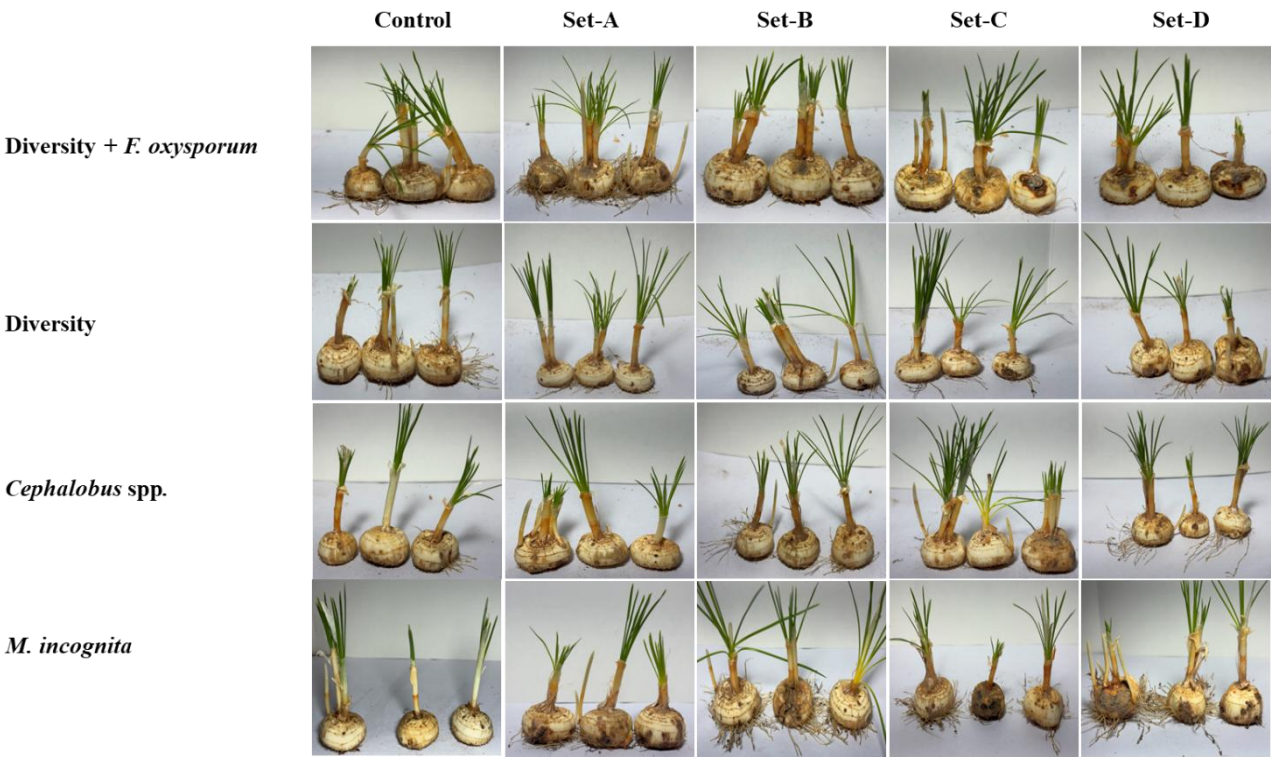 Control Set-A Set-B Set-C Set-D
Diversity + F. oxysporum
Diversity
Cephalobus spp.
M. incognita